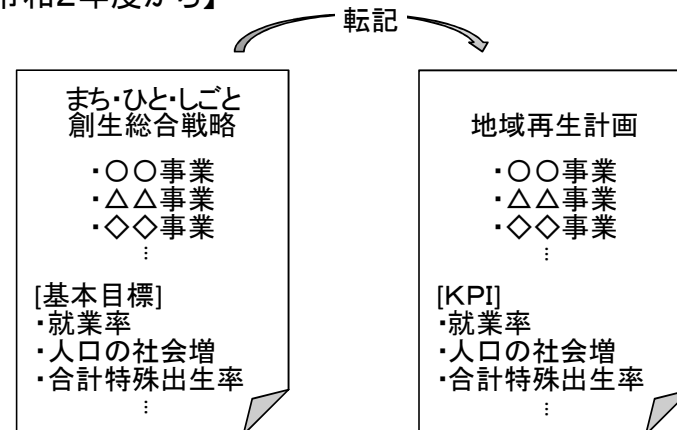 令和2年度から】
転記
まち・ひと・しごと
創生総合戦略
・○○事業
・△△事業
・◇◇事業
⋮
[基本目標]
・就業率
・人口の社会増
・合計特殊出生率
⋮
地域再生計画
・○○事業
・△△事業
・◇◇事業
⋮
[KPI]
・就業率
・人口の社会増
・合計特殊出生率
⋮